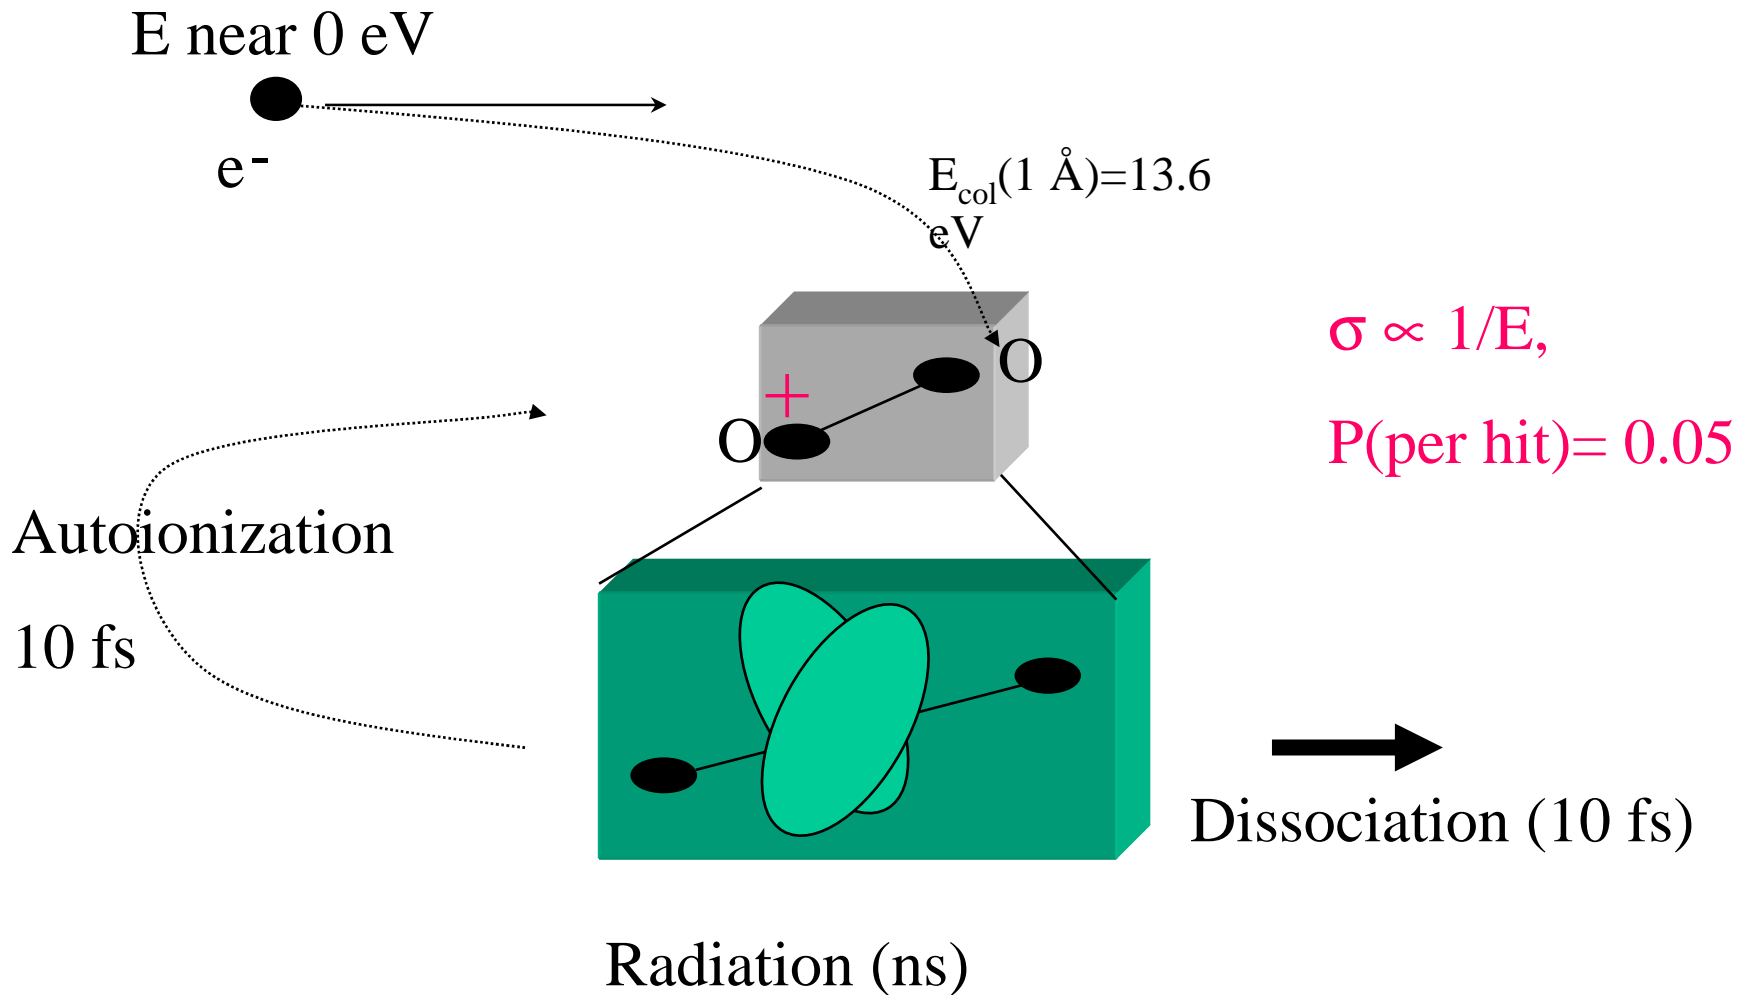 E near 0 eV
e-
E_col(1 Å)=13.6
eV
σ ∝ 1/E,
O
+
P(per hit)= 0.05
O
Autoionization
10 fs
Dissociation (10 fs)
Radiation (ns)